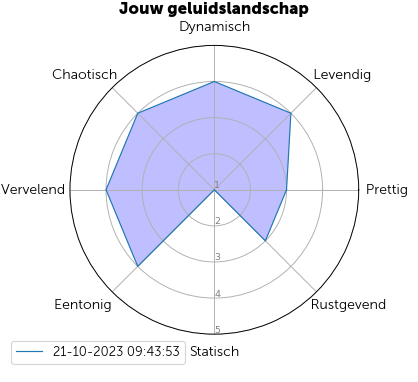 Jouw geluidslandschap
Dynamisch
Chaotisch
Levendig
Vervelend
1
Prettig
2
3
4
Eentonig
Rustgevend
5
21-10-2023 09:43:53
Statisch